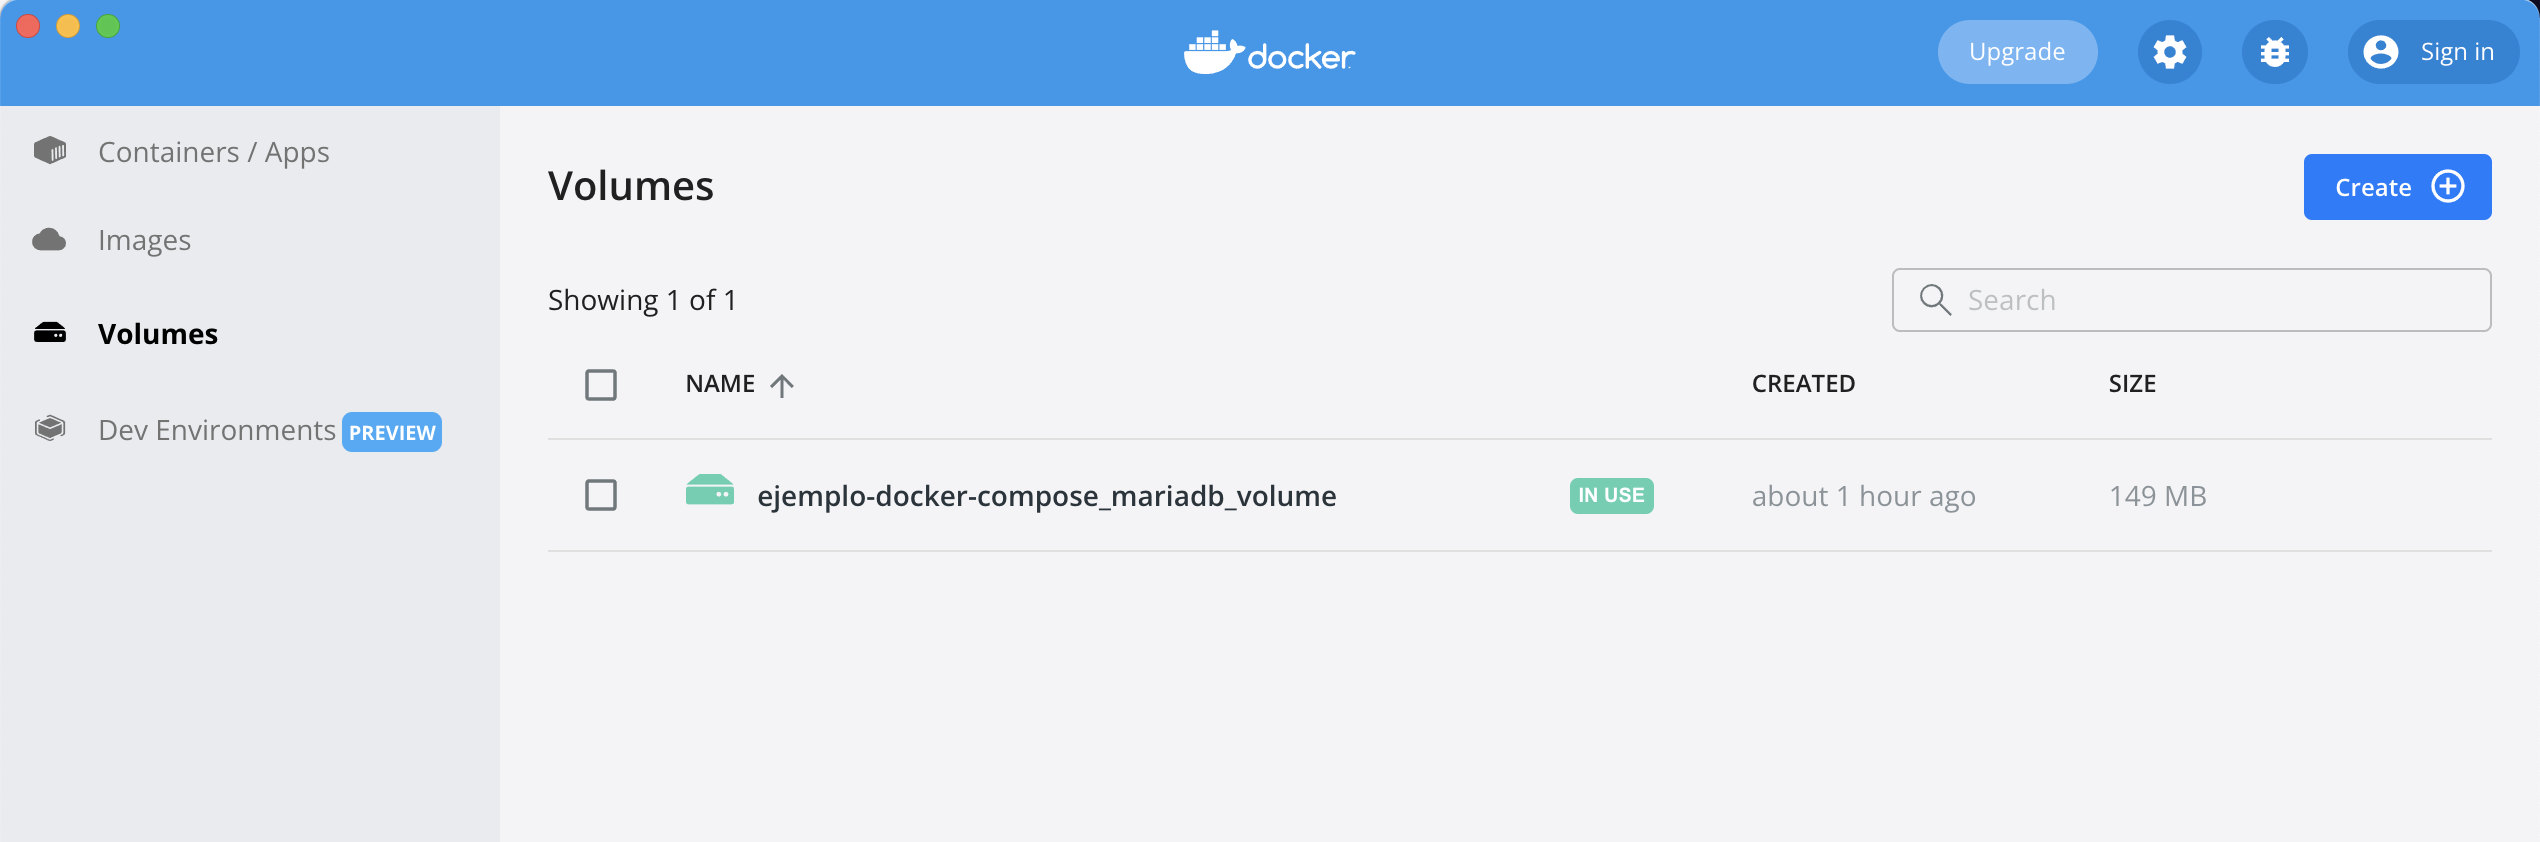 docker
Upgrade
Sign in
Containers / Apps
Images
Volumes
Dev Environments PREVIEW
Volumes
Create
Showing 1 of 1
Search
NAME CREATED SIZE
ejemplo-docker-compose_mariadb_volume IN USE about 1 hour ago 149 MB